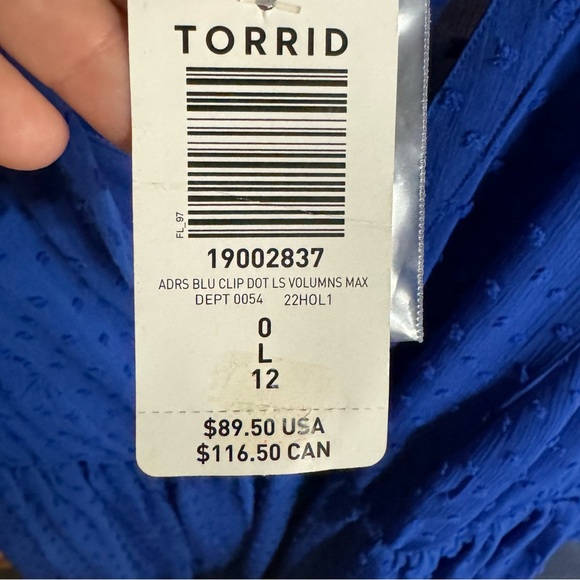 TORRID
FL_97
19002837
ADRS BLU CLIP DOT LS VOLUMNS MAX
DEPT 0054 22HOL1
0
L
12
$89.50 USA
$116.50 CAN